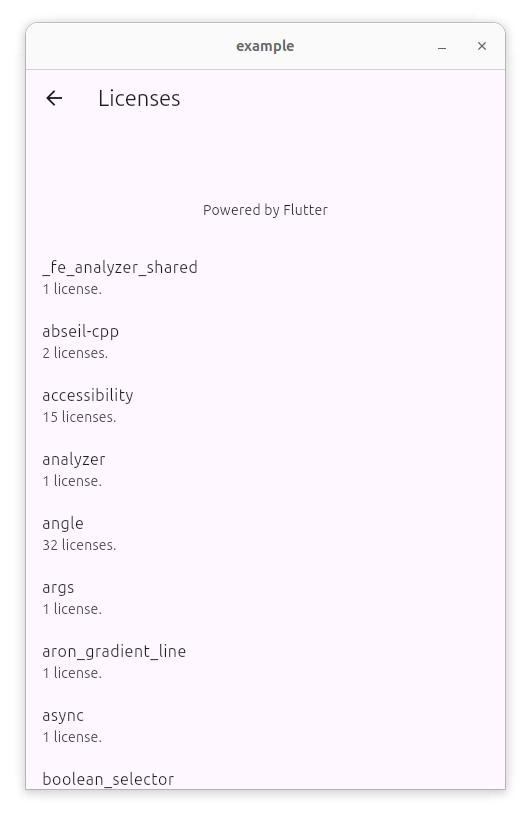 example
Licenses
Powered by Flutter
_fe_analyzer_shared
1 license.
abseil-cpp
2 licenses.
accessibility
15 licenses.
analyzer
1 license.
angle
32 licenses.
args
1 license.
aron_gradient_line
1 license.
async
1 license.
boolean_selector